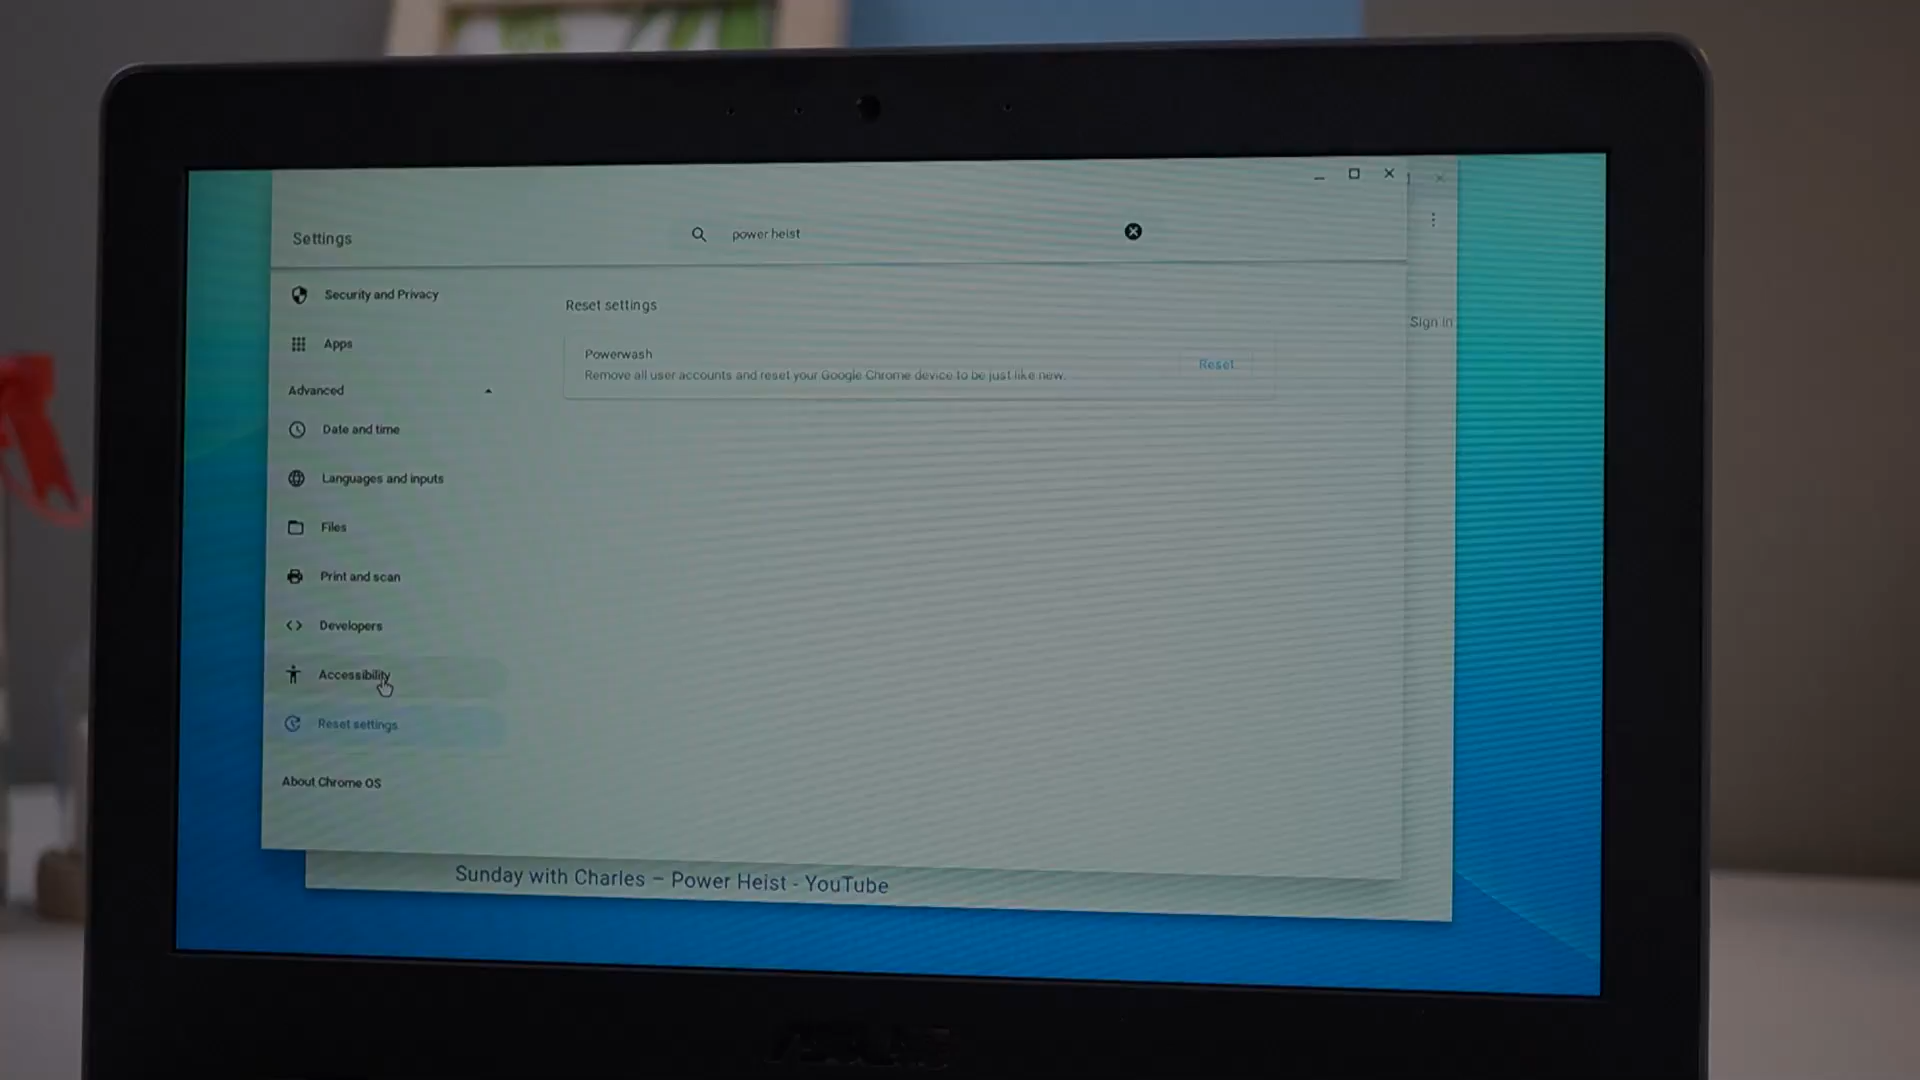 Settings
power heist
Security and Privacy
Apps
Advanced
Date and time
Languages and inputs
Files
Print and scan
Developers
Accessibility
Reset settings
About Chrome OS
Reset settings
Powerwash
Remove all user accounts and reset your Google Chrome device to be just like new.
Reset
Sign in
Sunday with Charles – Power Heist - YouTube
ASUS